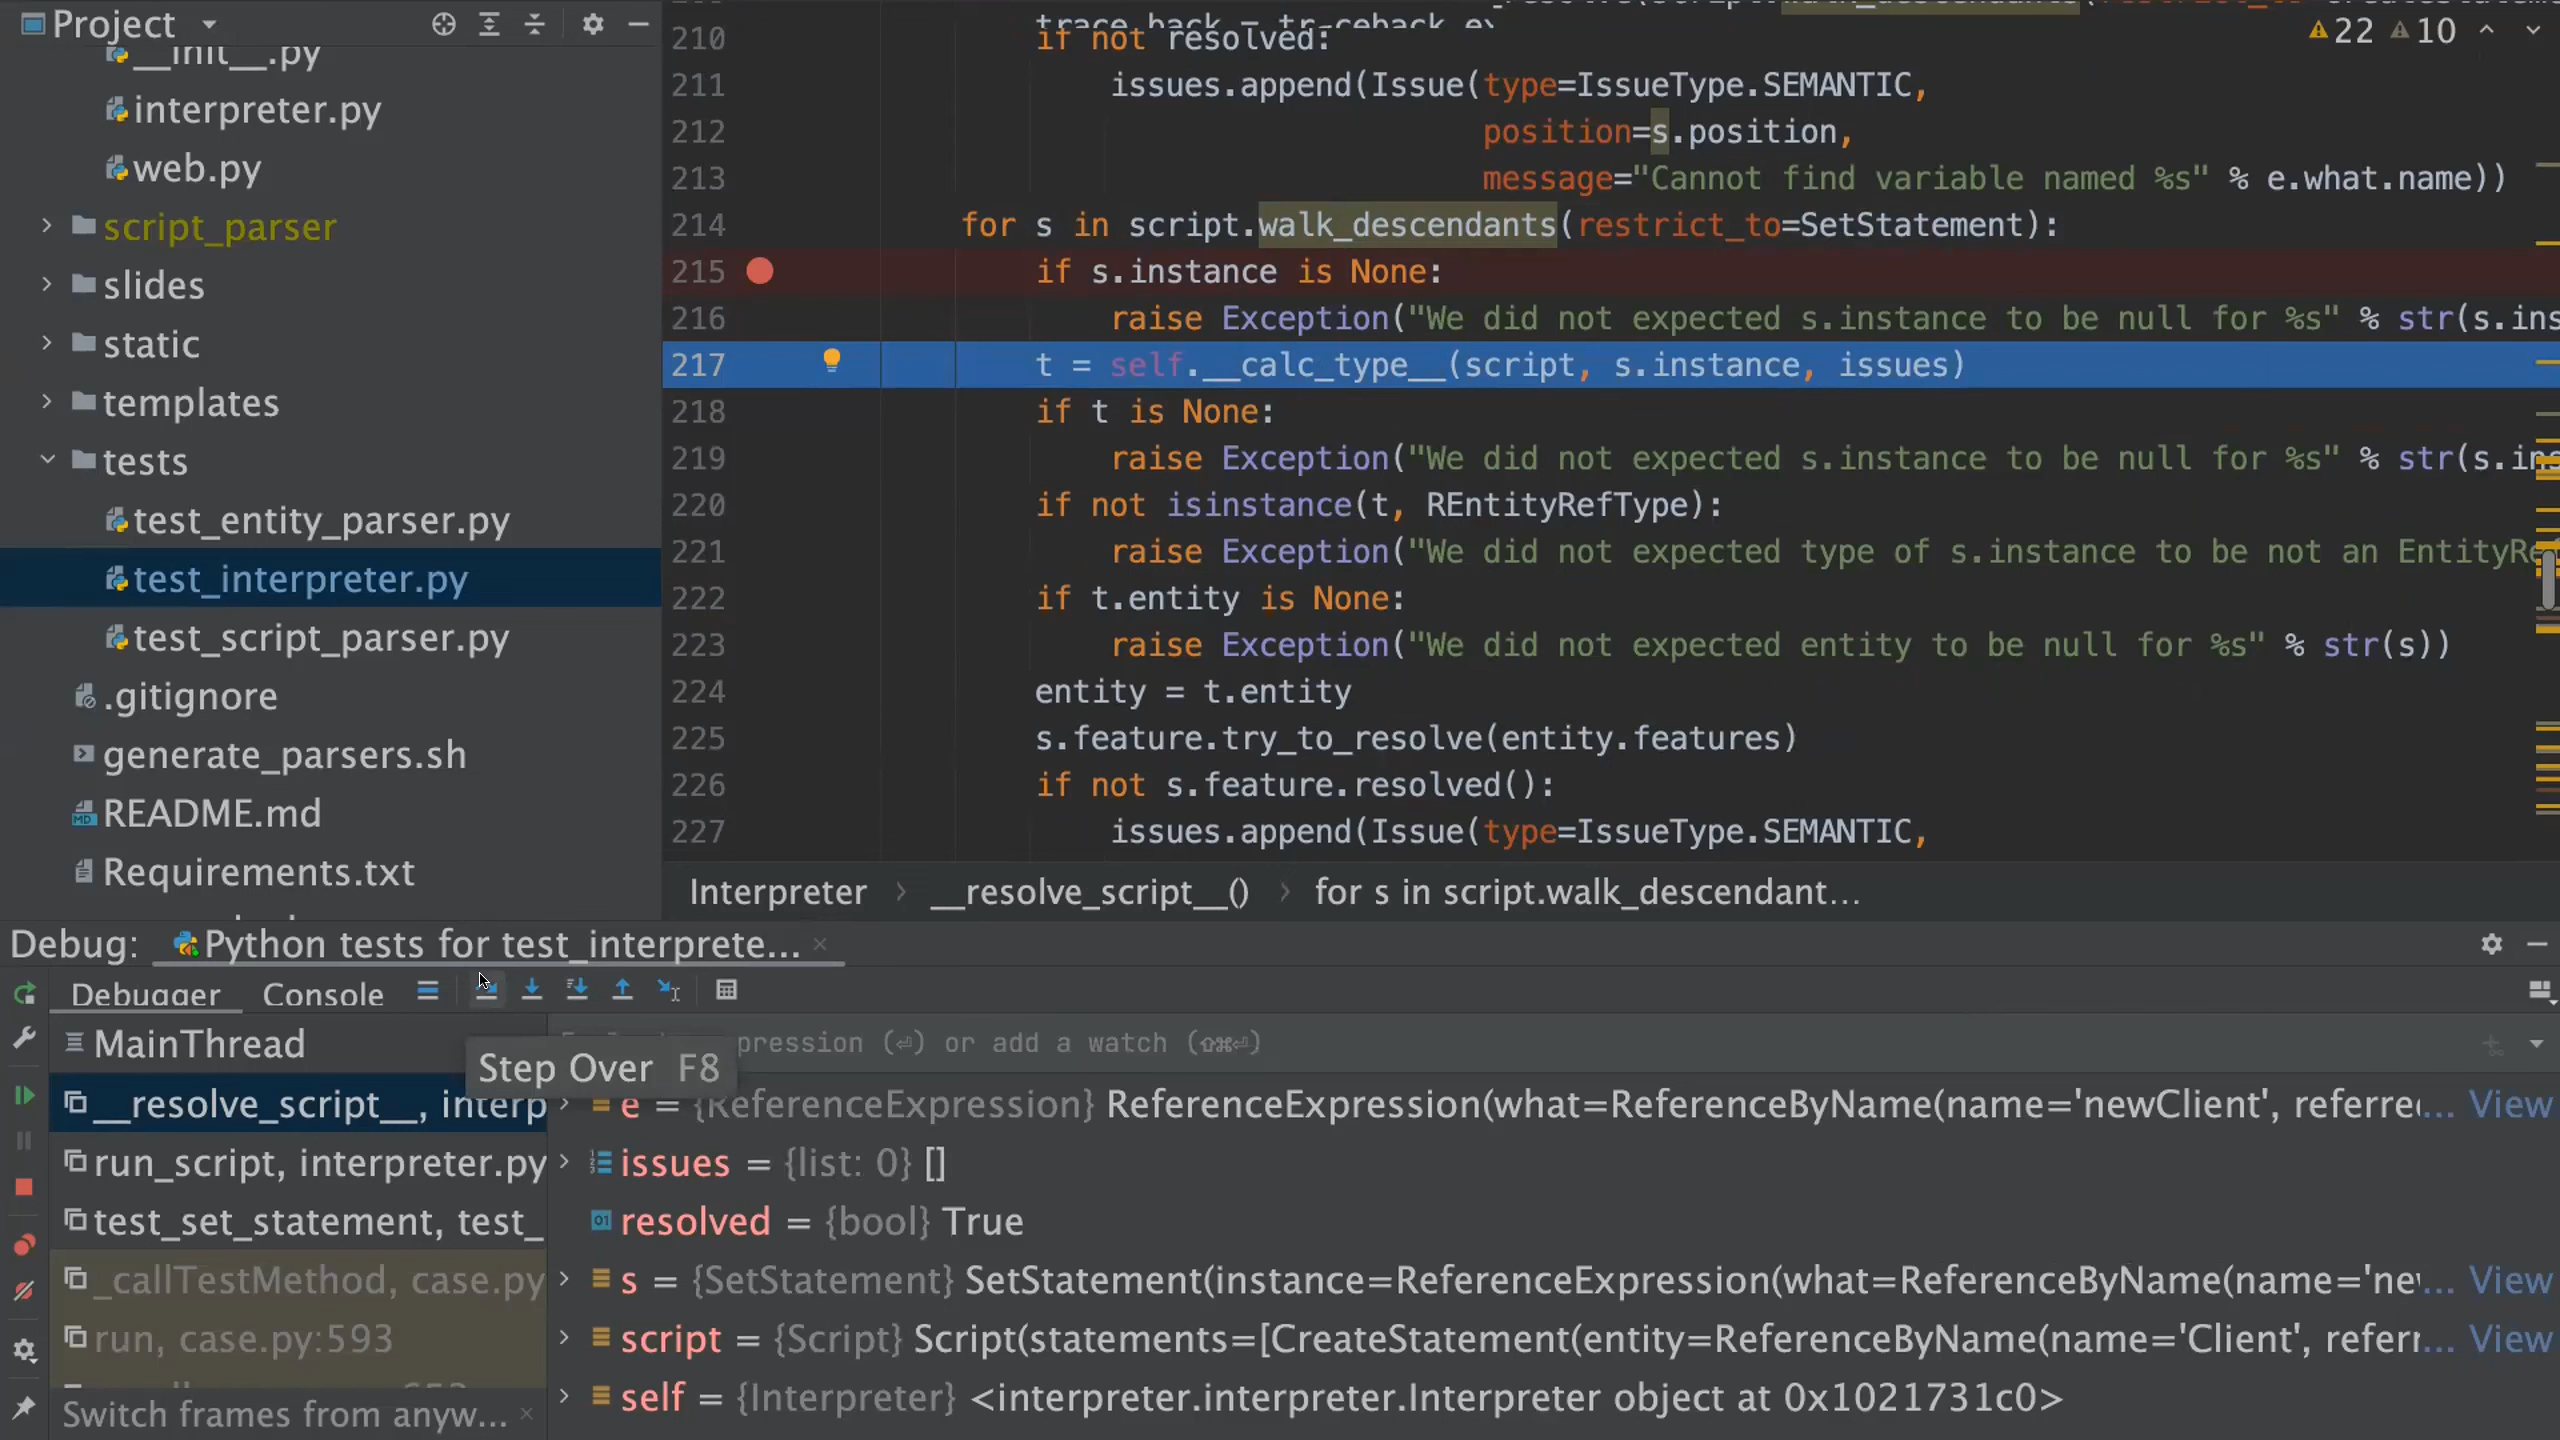 Project
__init__.py
interpreter.py
web.py
script_parser
slides
static
templates
tests
test_entity_parser.py
test_interpreter.py
test_script_parser.py
.gitignore
generate_parsers.sh
README.md
Requirements.txt
22 10
210 if not resolved:
211 issues.append(Issue(type=IssueType.SEMANTIC,
212 position=s.position,
213 message="Cannot find variable named %s" % e.what.name))
214 for s in script.walk_descendants(restrict_to=SetStatement):
215 if s.instance is None:
216 raise Exception("We did not expected s.instance to be null for %s" % str(s.ins
217 t = self.__calc_type__(script, s.instance, issues)
218 if t is None:
219 raise Exception("We did not expected s.instance to be null for %s" % str(s.ins
220 if not isinstance(t, REntityRefType):
221 raise Exception("We did not expected type of s.instance to be not an EntityRef
222 if t.entity is None:
223 raise Exception("We did not expected entity to be null for %s" % str(s))
224 entity = t.entity
225 s.feature.try_to_resolve(entity.features)
226 if not s.feature.resolved():
227 issues.append(Issue(type=IssueType.SEMANTIC,
Interpreter › __resolve_script__() › for s in script.walk_descendant...
Debug: Python tests for test_interprete... ×
Debugger Console
Step Over F8
MainThread
__resolve_script__, interp
run_script, interpreter.py
test_set_statement, test_
_callTestMethod, case.py
run, case.py:593
Switch frames from anyw... ×
pression (⏎) or add a watch (⇧⌘⏎)
e = {ReferenceExpression} ReferenceExpression(what=ReferenceByName(name='newClient', referred... View
issues = {list: 0} []
resolved = {bool} True
s = {SetStatement} SetStatement(instance=ReferenceExpression(what=ReferenceByName(name='new... View
script = {Script} Script(statements=[CreateStatement(entity=ReferenceByName(name='Client', referr... View
self = {Interpreter} <interpreter.interpreter.Interpreter object at 0x1021731c0>